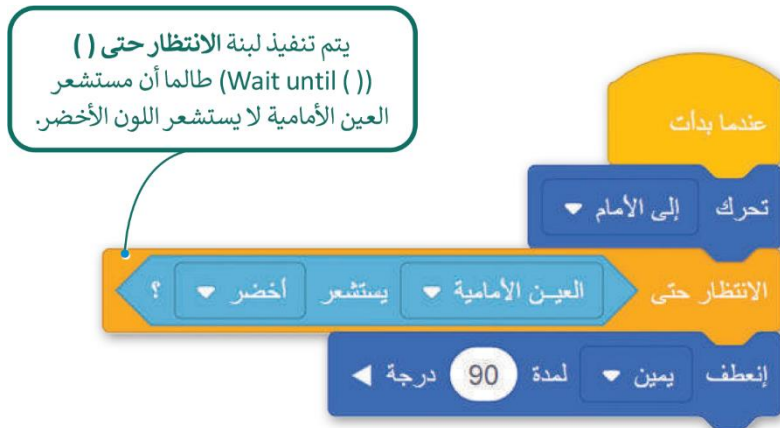 يتم تنفيذ لبنة الانتظار حتى ( )
(Wait until ( )) طالما أن مستشعر
العين الأمامية لا يستشعر اللون الأخضر.
عندما بدأت
تحرك إلى الأمام
الانتظار حتى العيـن الأمامية يستشعر أخضر ؟
إنعطف يمين لمدة 90 درجة